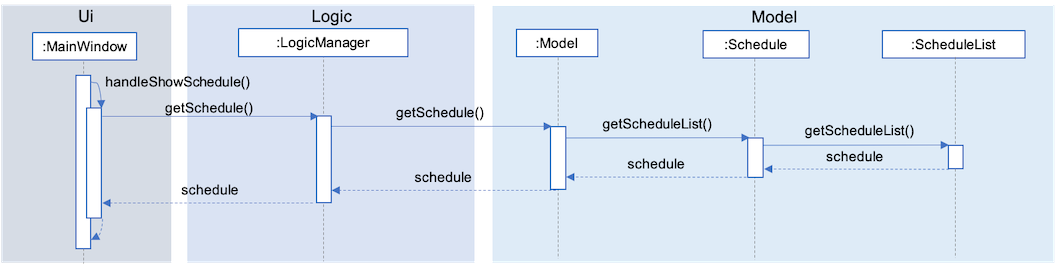 Ui
Logic
Model
:MainWindow
:LogicManager
:Model
:Schedule
:ScheduleList
handleShowSchedule()
getSchedule()
getSchedule()
getScheduleList()
getScheduleList()
schedule
schedule
schedule
schedule